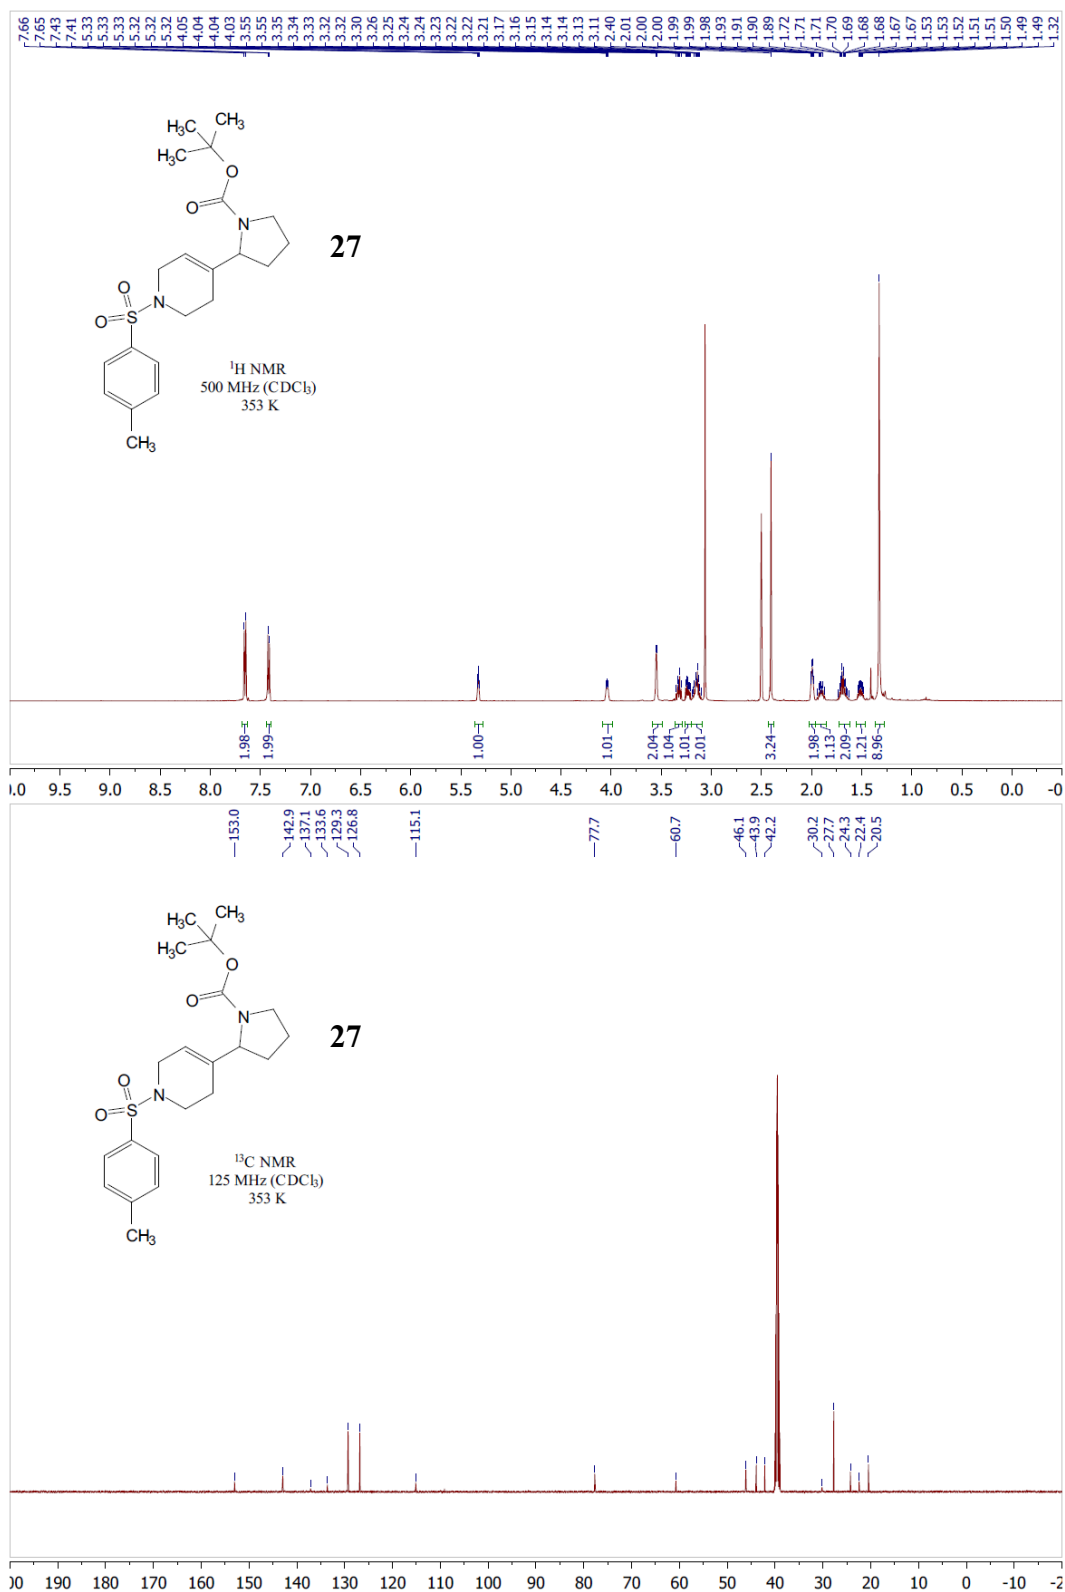 7.66 7.65 7.43 7.41 5.33 5.33 5.33 5.32 5.32 5.32 4.05 4.04 4.04 4.03 3.55 3.55 3.35 3.34 3.33 3.32 3.32 3.30 3.26 3.25 3.24 3.24 3.23 3.22 3.22 3.21 3.17 3.16 3.15 3.14 3.14 3.13 3.11 2.40 2.01 2.00 2.00 1.99 1.99 1.98 1.93 1.91 1.90 1.89 1.72 1.71 1.71 1.70 1.69 1.68 1.68 1.67 1.67 1.53 1.53 1.52 1.51 1.51 1.50 1.49 1.49 1.32
H₃C CH₃
H₃C
O
O
N
27
O
N
O S
¹H NMR
500 MHz (CDCl₃)
353 K
CH₃
1.98 1.99 1.00 1.01 2.04 1.04 1.01 2.01 3.24 1.98 1.13 2.09 1.21 8.96
0.0 9.5 9.0 8.5 8.0 7.5 7.0 6.5 6.0 5.5 5.0 4.5 4.0 3.5 3.0 2.5 2.0 1.5 1.0 0.5 0.0 -0
153.0 142.9 137.1 133.6 129.3 126.8 115.1 77.7 60.7 46.1 43.9 42.2 30.2 27.7 24.3 22.4 20.5
H₃C CH₃
H₃C
O
O
N
27
O
N
O S
¹³C NMR
125 MHz (CDCl₃)
353 K
CH₃
00 190 180 170 160 150 140 130 120 110 100 90 80 70 60 50 40 30 20 10 0 -10 -2